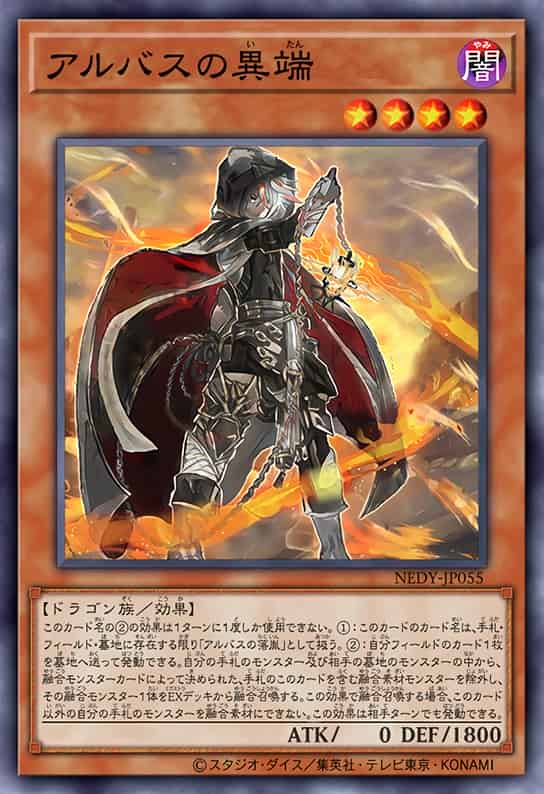 アルバスの異端
いたん
闇
やみ
NEDY-JP055
【ドラゴン族/効果】
このカード名の②の効果は1ターンに1度しか使用できない。①:このカードのカード名は、手札・
フィールド・墓地に存在する限り「アルバスの落胤」として扱う。②:自分フィールドのカード1枚
を墓地へ送って発動できる。自分の手札のモンスター及び相手の墓地のモンスターの中から、
融合モンスターカードによって決められた、手札のこのカードを含む融合素材モンスターを除外し、
その融合モンスター1体をEXデッキから融合召喚する。この効果で融合召喚する場合、このカード
以外の自分の手札のモンスターを融合素材にできない。この効果は相手ターンでも発動できる。
ATK/ 0 DEF/1800
©スタジオ・ダイス/集英社・テレビ東京・KONAMI